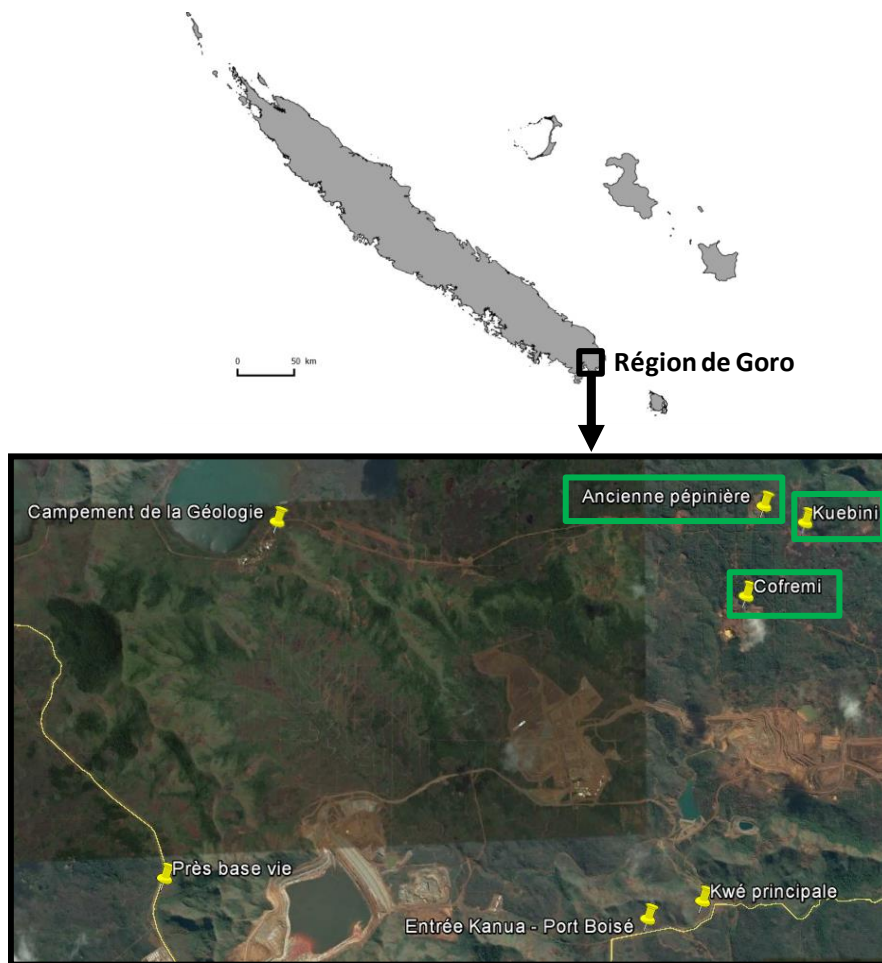 0 50 km
Région de Goro
Ancienne pépinière
Campement de la Géologie
Kuebini
Cofremi
Près base vie
Kwé principale
Entrée Kanua - Port Boisé